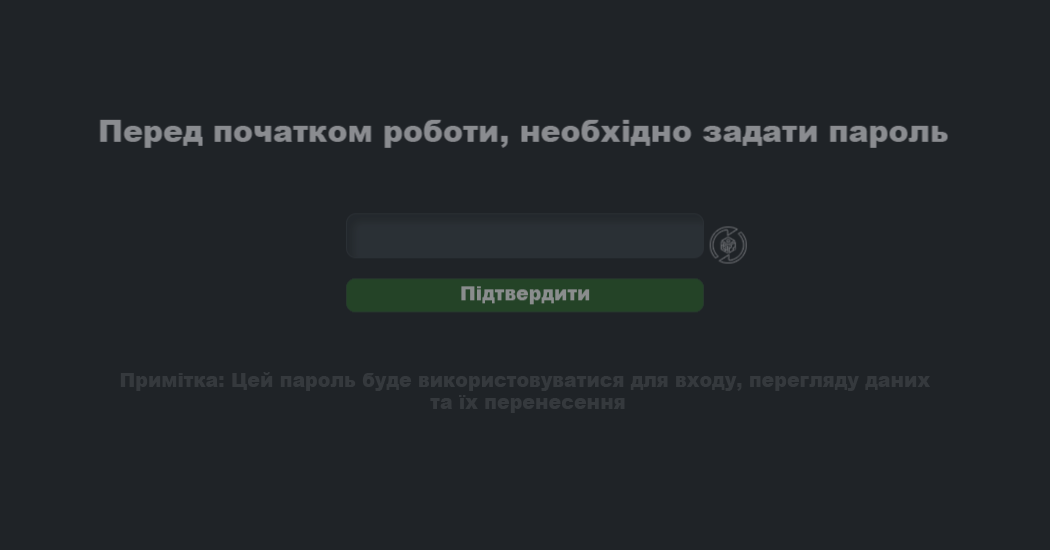 Перед початком роботи, необхідно задати пароль
Підтвердити
Примітка: Цей пароль буде використовуватися для входу, перегляду даних
та їх перенесення